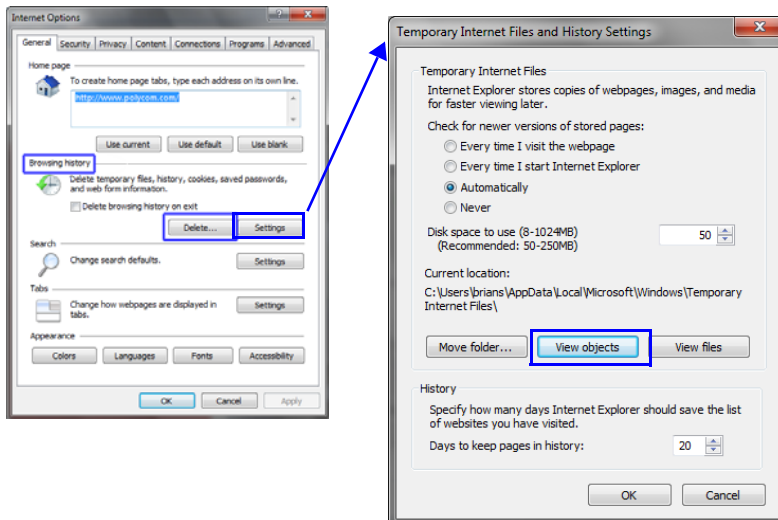 Internet Options
General Security Privacy Content Connections Programs Advanced
Home page
To create home page tabs, type each address on its own line.
http://www.polycom.com/
Use current Use default Use blank
Browsing history
Delete temporary files, history, cookies, saved passwords,
and web form information.
Delete browsing history on exit
Delete... Settings
Search
Change search defaults. Settings
Tabs
Change how webpages are displayed in Settings
tabs.
Appearance
Colors Languages Fonts Accessibility
OK Cancel Apply
Temporary Internet Files and History Settings
Temporary Internet Files
Internet Explorer stores copies of webpages, images, and media
for faster viewing later.
Check for newer versions of stored pages:
Every time I visit the webpage
Every time I start Internet Explorer
Automatically
Never
Disk space to use (8-1024MB) 50
(Recommended: 50-250MB)
Current location:
C:\Users\brians\AppData\Local\Microsoft\Windows\Temporary
Internet Files\
Move folder... View objects View files
History
Specify how many days Internet Explorer should save the list
of websites you have visited.
Days to keep pages in history: 20
OK Cancel